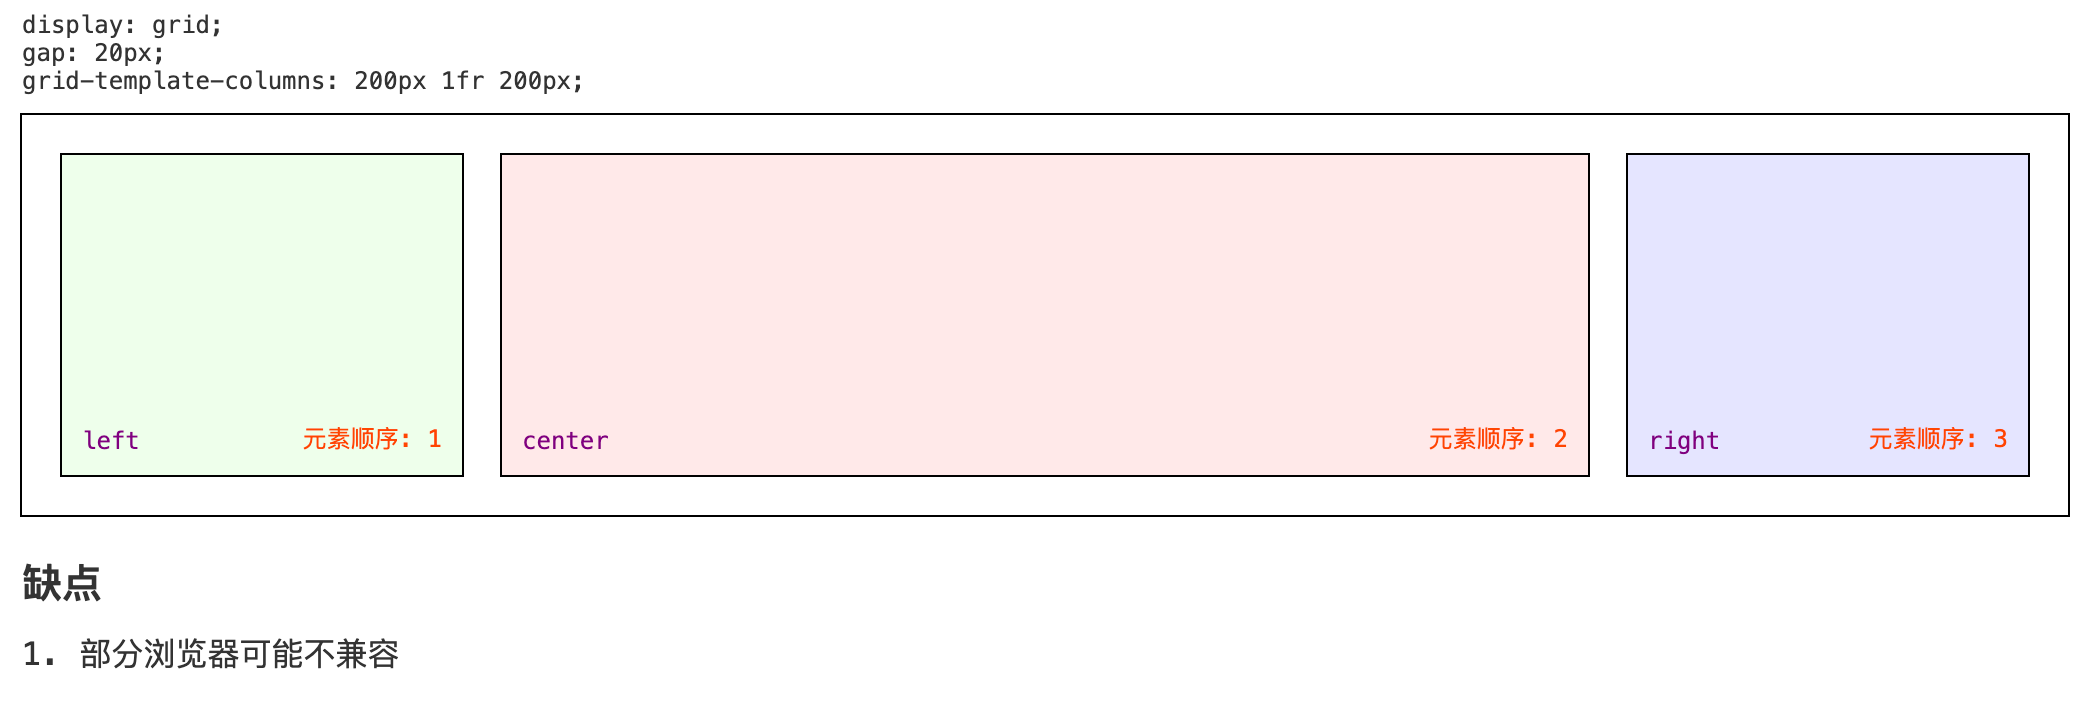 display: grid;
gap: 20px;
grid-template-columns: 200px 1fr 200px;
left 元素顺序: 1
center 元素顺序: 2
right 元素顺序: 3
缺点
1. 部分浏览器可能不兼容